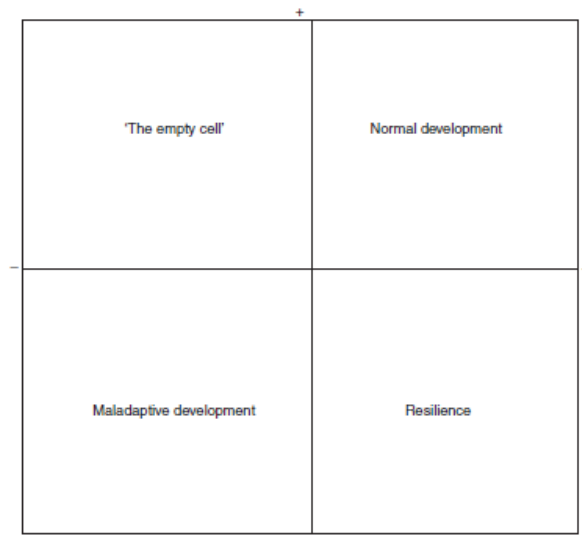 +
'The empty cell'
Normal development
–
Maladaptive development
Resilience